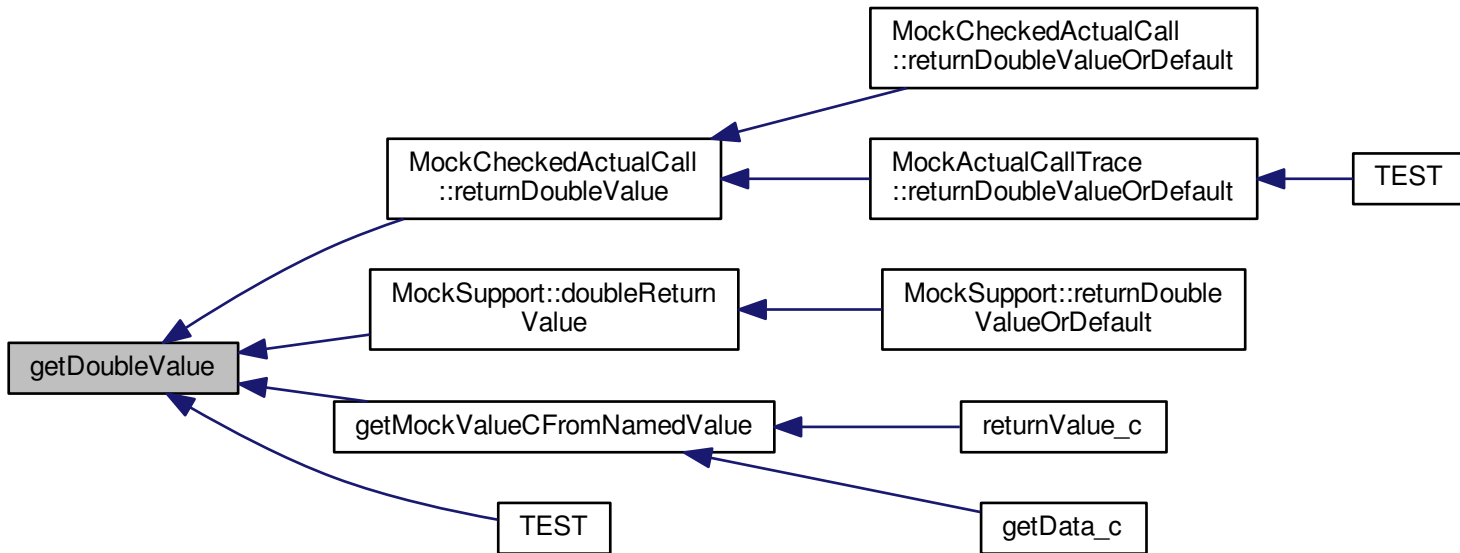 MockCheckedActualCall
::returnDoubleValueOrDefault
MockCheckedActualCall
::returnDoubleValue
MockActualCallTrace
::returnDoubleValueOrDefault
TEST
MockSupport::doubleReturn
Value
MockSupport::returnDouble
ValueOrDefault
getDoubleValue
getMockValueCFromNamedValue
returnValue_c
TEST
getData_c